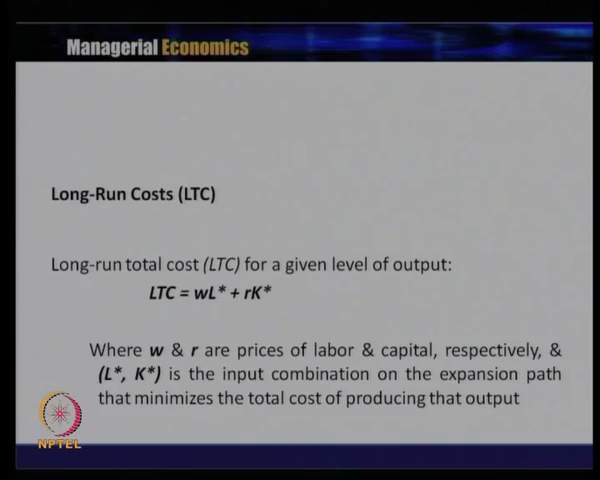 Managerial Economics
Long-Run Costs (LTC)
Long-run total cost (LTC) for a given level of output:
LTC = wL* + rK*
Where w & r are prices of labor & capital, respectively, &
(L*, K*) is the input combination on the expansion path
that minimizes the total cost of producing that output
NPTEL